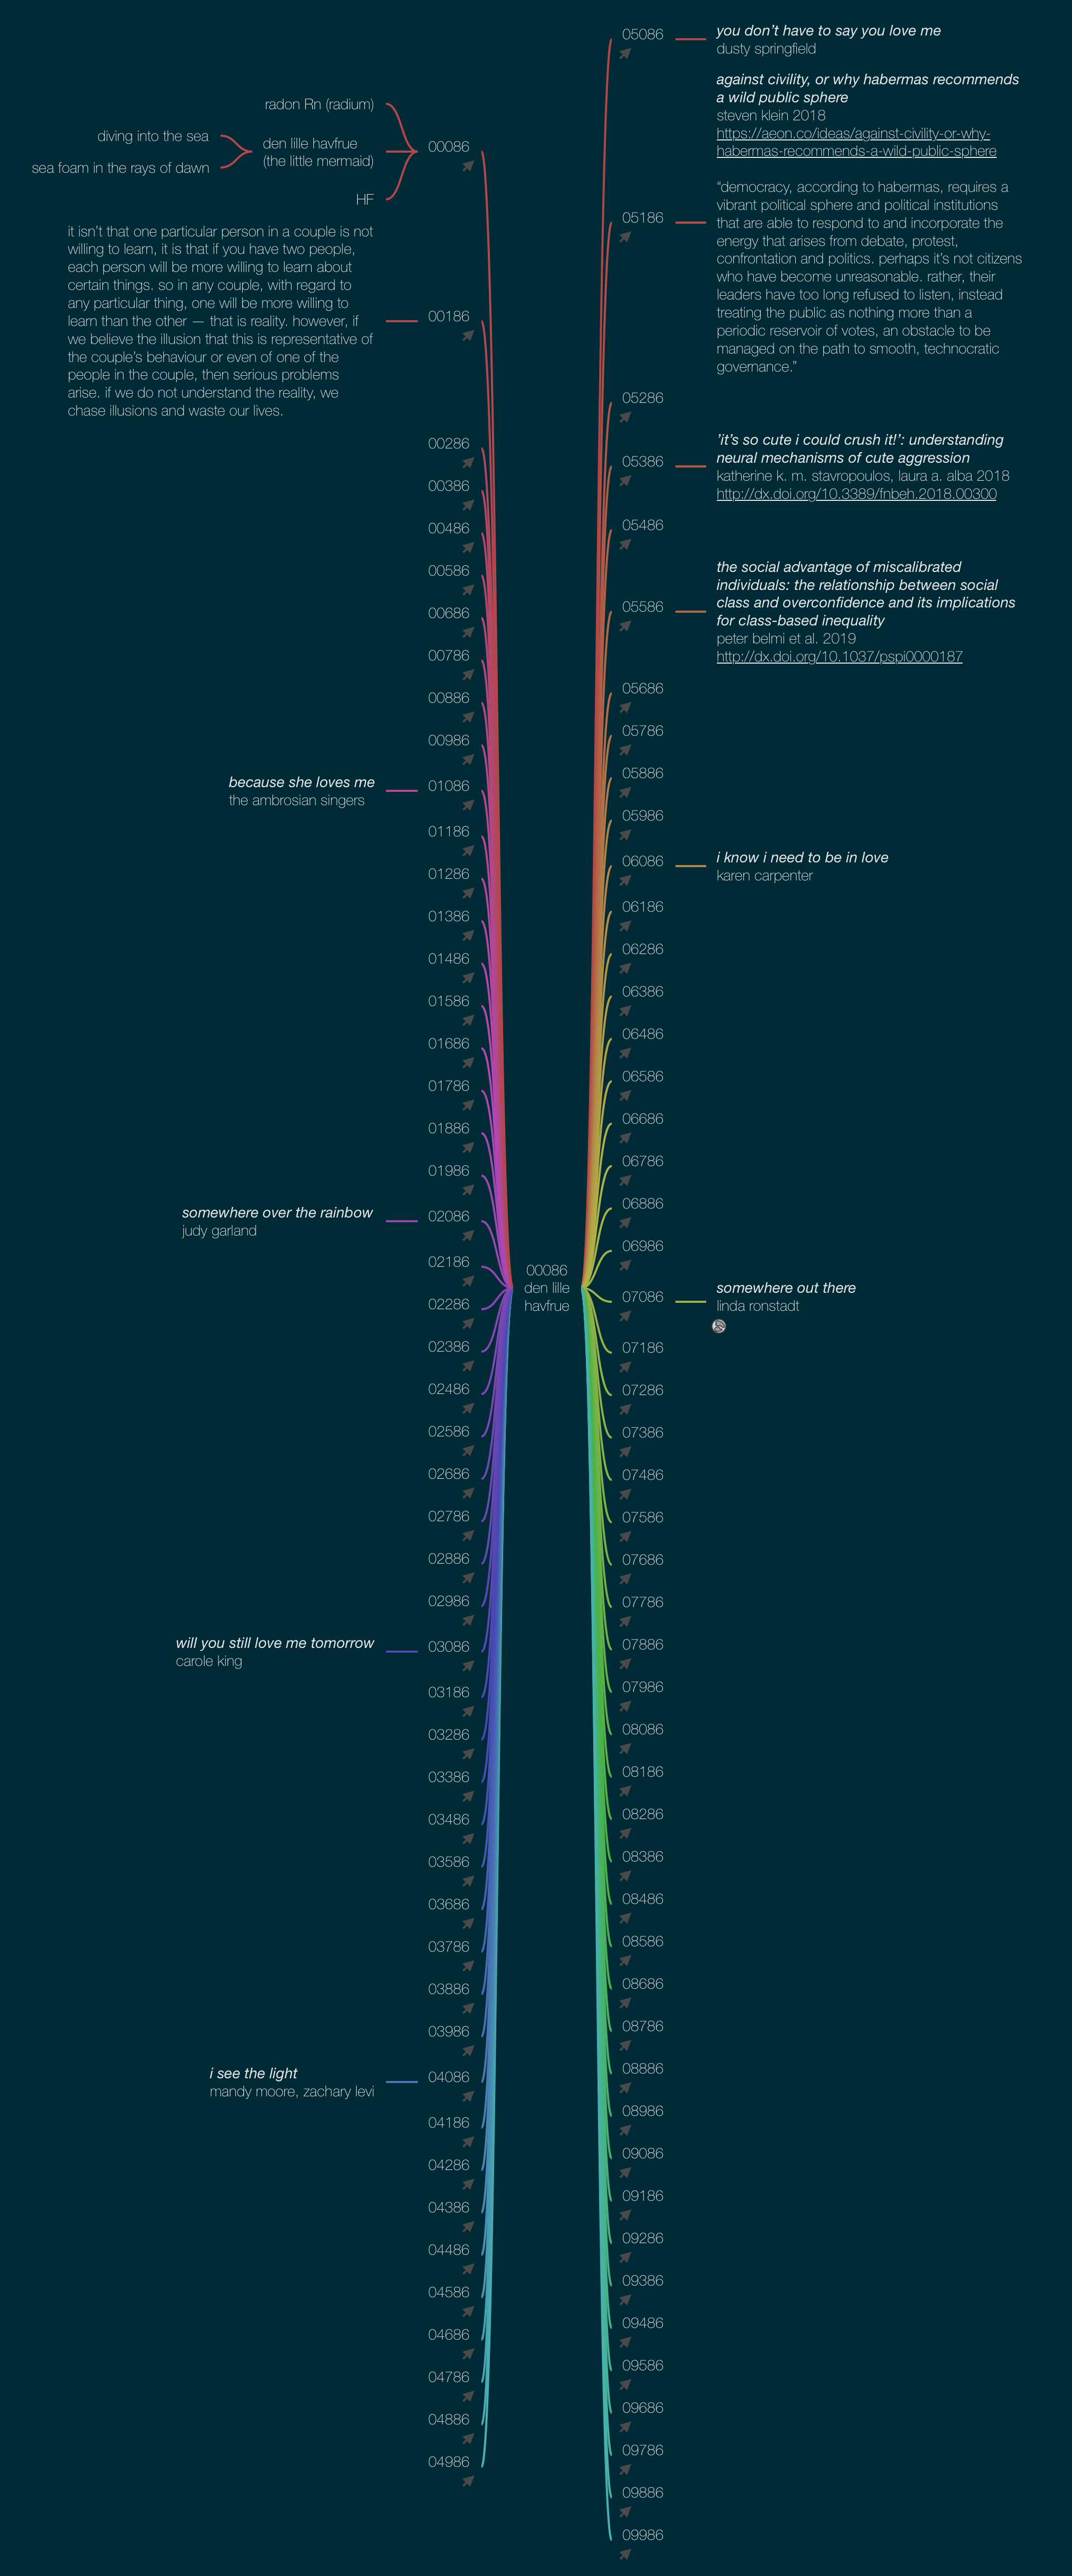 radon Rn (radium)
diving into the sea
sea foam in the rays of dawn
den lille havfrue
(the little mermaid)
HF
00086
it isn't that one particular person in a couple is not
willing to learn, it is that if you have two people,
each person will be more willing to learn about
certain things. so in any couple, with regard to
any particular thing, one will be more willing to
learn than the other — that is reality. however, if
we believe the illusion that this is representative of
the couple's behaviour or even of one of the
people in the couple, then serious problems
arise. if we do not understand the reality, we
chase illusions and waste our lives.
00186
00286
00386
00486
00586
00686
00786
00886
00986
because she loves me
the ambrosian singers
01086
01186
01286
01386
01486
01586
01686
01786
01886
01986
somewhere over the rainbow
judy garland
02086
02186
02286
02386
02486
02586
02686
02786
02886
02986
will you still love me tomorrow
carole king
03086
03186
03286
03386
03486
03586
03686
03786
03886
03986
i see the light
mandy moore, zachary levi
04086
04186
04286
04386
04486
04586
04686
04786
04886
04986
00086
den lille
havfrue
05086
you don't have to say you love me
dusty springfield
05186
against civility, or why habermas recommends
a wild public sphere
steven klein 2018
https://aeon.co/ideas/against-civility-or-why-
habermas-recommends-a-wild-public-sphere
“democracy, according to habermas, requires a
vibrant political sphere and political institutions
that are able to respond to and incorporate the
energy that arises from debate, protest,
confrontation and politics. perhaps it's not citizens
who have become unreasonable. rather, their
leaders have too long refused to listen, instead
treating the public as nothing more than a
periodic reservoir of votes, an obstacle to be
managed on the path to smooth, technocratic
governance.”
05286
05386
'it's so cute i could crush it!': understanding
neural mechanisms of cute aggression
katherine k. m. stavropoulos, laura a. alba 2018
http://dx.doi.org/10.3389/fnbeh.2018.00300
05486
05586
the social advantage of miscalibrated
individuals: the relationship between social
class and overconfidence and its implications
for class-based inequality
peter belmi et al. 2019
http://dx.doi.org/10.1037/pspi0000187
05686
05786
05886
05986
06086
i know i need to be in love
karen carpenter
06186
06286
06386
06486
06586
06686
06786
06886
06986
07086
somewhere out there
linda ronstadt
07186
07286
07386
07486
07586
07686
07786
07886
07986
08086
08186
08286
08386
08486
08586
08686
08786
08886
08986
09086
09186
09286
09386
09486
09586
09686
09786
09886
09986